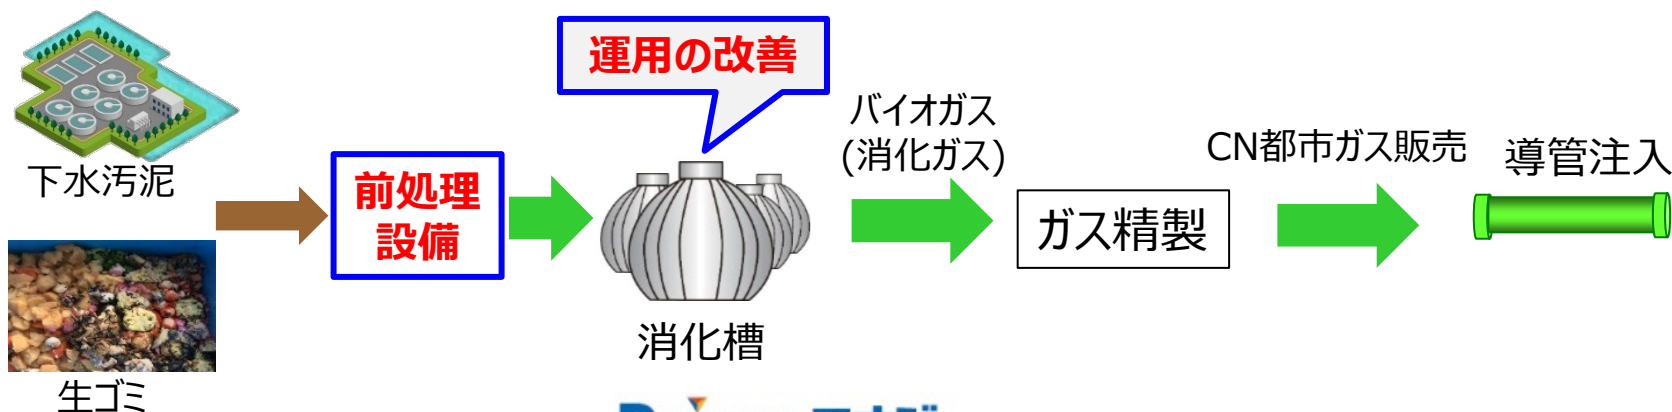 運用の改善
下水汚泥
生ゴミ
前処理
設備
消化槽
バイオガス
(消化ガス)
ガス精製
CN都市ガス販売
導管注入